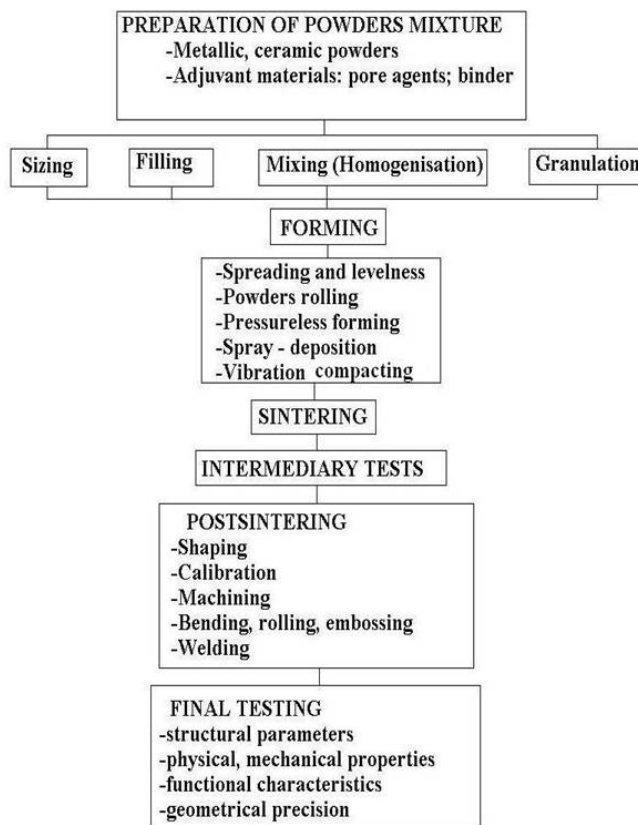 PREPARATION OF POWDERS MIXTURE
-Metallic, ceramic powders
-Adjuvant materials: pore agents; binder
Sizing
Filling
Mixing (Homogenisation)
Granulation
FORMING
-Spreading and levelness
-Powders rolling
-Pressureless forming
-Spray - deposition
-Vibration compacting
SINTERING
INTERMEDIARY TESTS
POSTSINTERING
-Shaping
-Calibration
-Machining
-Bending, rolling, embossing
-Welding
FINAL TESTING
-structural parameters
-physical, mechanical properties
-functional characteristics
-geometrical precision